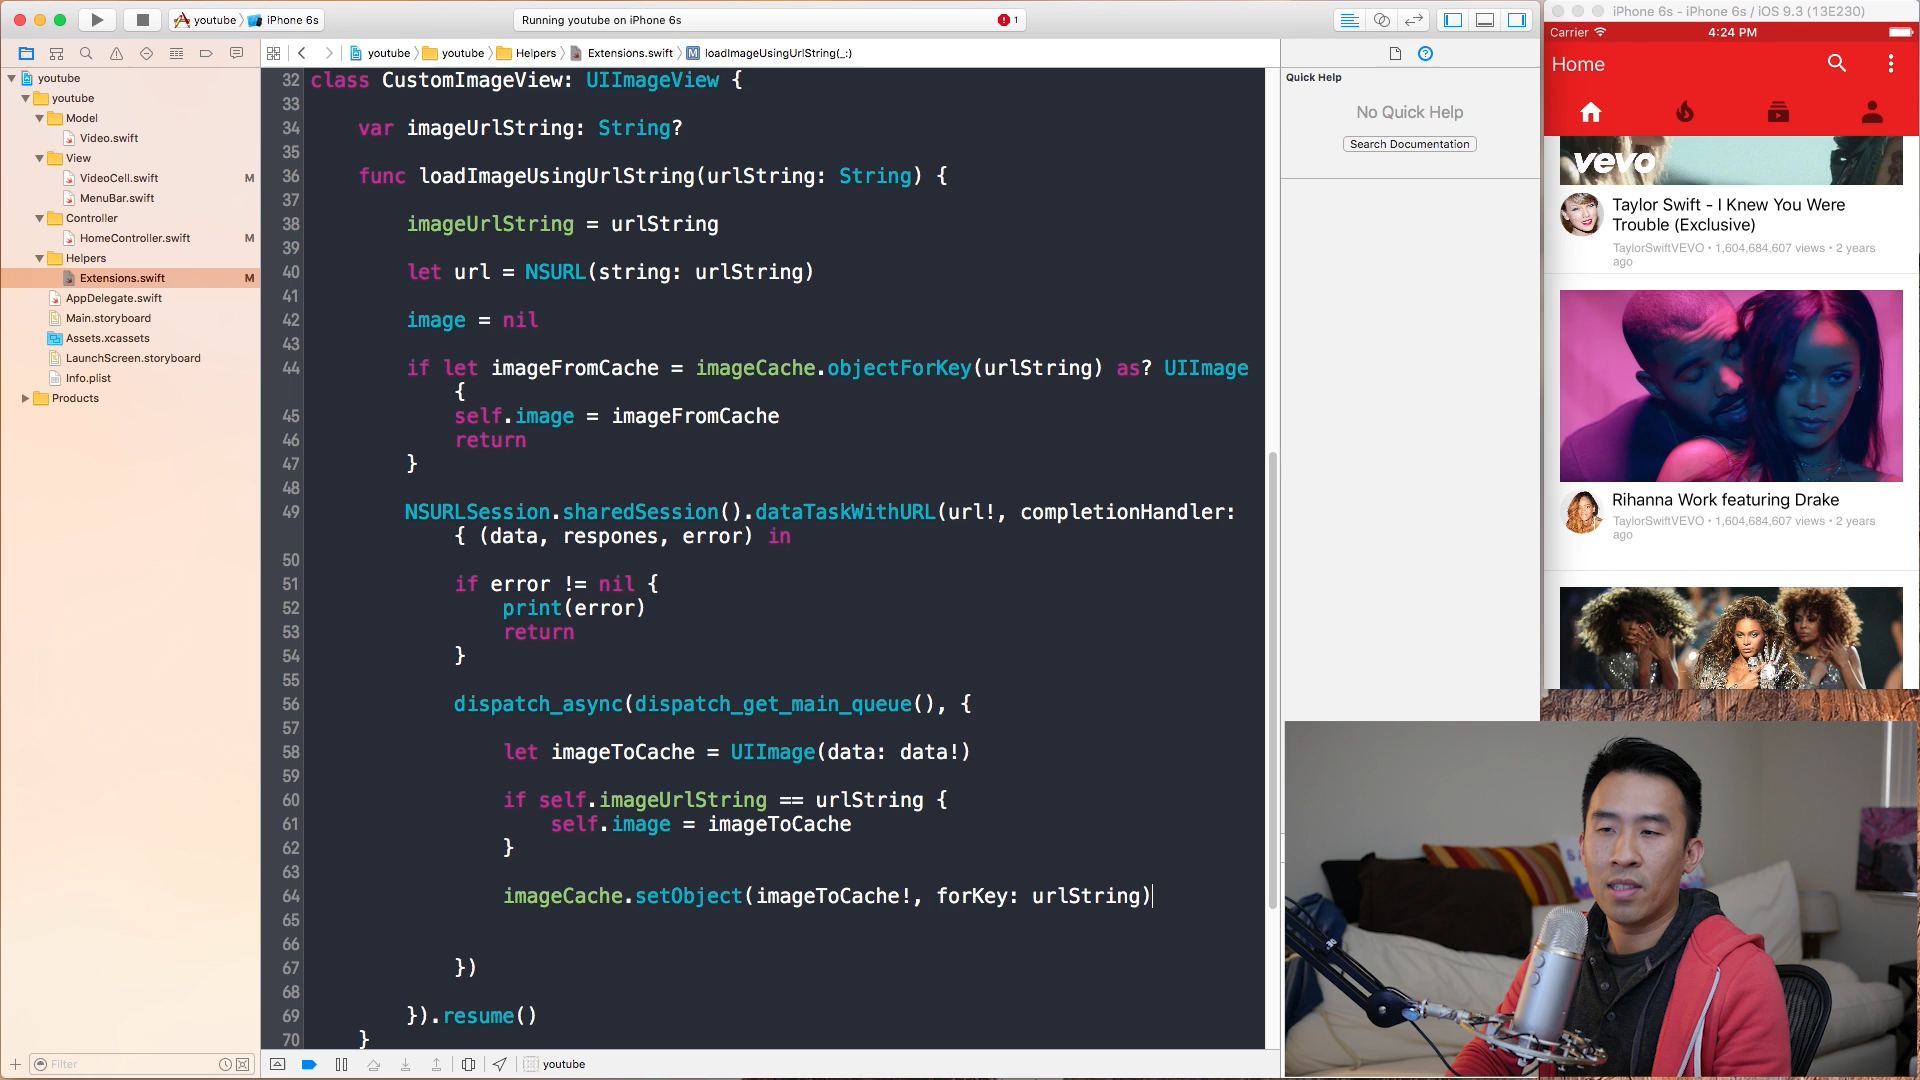 youtube
iPhone 6s
Running youtube on iPhone 6s
1
iPhone 6s - iPhone 6s / iOS 9.3 (13E230)
youtube
youtube
Helpers
Extensions.swift
M
loadImageUsingUrlString(_:)
youtube
youtube
Model
Video.swift
View
VideoCell.swift
M
MenuBar.swift
Controller
HomeController.swift
M
Helpers
Extensions.swift
M
AppDelegate.swift
Main.storyboard
Assets.xcassets
LaunchScreen.storyboard
Info.plist
Products
Filter
32 class CustomImageView: UIImageView {
33
34 var imageUrlString: String?
35
36 func loadImageUsingUrlString(urlString: String) {
37
38 imageUrlString = urlString
39
40 let url = NSURL(string: urlString)
41
42 image = nil
43
44 if let imageFromCache = imageCache.objectForKey(urlString) as? UIImage
{
45 self.image = imageFromCache
46 return
47 }
48
49 NSURLSession.sharedSession().dataTaskWithURL(url!, completionHandler:
{ (data, respones, error) in
50
51 if error != nil {
52 print(error)
53 return
54 }
55
56 dispatch_async(dispatch_get_main_queue(), {
57
58 let imageToCache = UIImage(data: data!)
59
60 if self.imageUrlString == urlString {
61 self.image = imageToCache
62 }
63
64 imageCache.setObject(imageToCache!, forKey: urlString)
65
66
67 })
68
69 }).resume()
70 }
youtube
Quick Help
No Quick Help
Search Documentation
Carrier
4:24 PM
Home
vevo
Taylor Swift - I Knew You Were
Trouble (Exclusive)
TaylorSwiftVEVO • 1,604,684,607 views • 2 years
ago
Rihanna Work featuring Drake
TaylorSwiftVEVO • 1,604,684,607 views • 2 years
ago